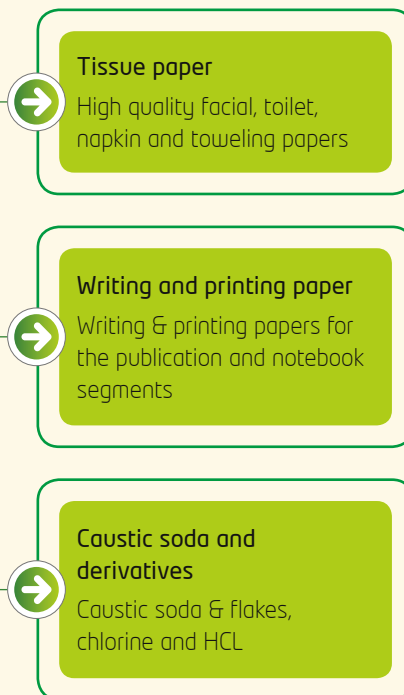 Tissue paper
High quality facial, toilet,
napkin and toweling papers
Writing and printing paper
Writing & printing papers for
the publication and notebook
segments
Caustic soda and
derivatives
Caustic soda & flakes,
chlorine and HCL